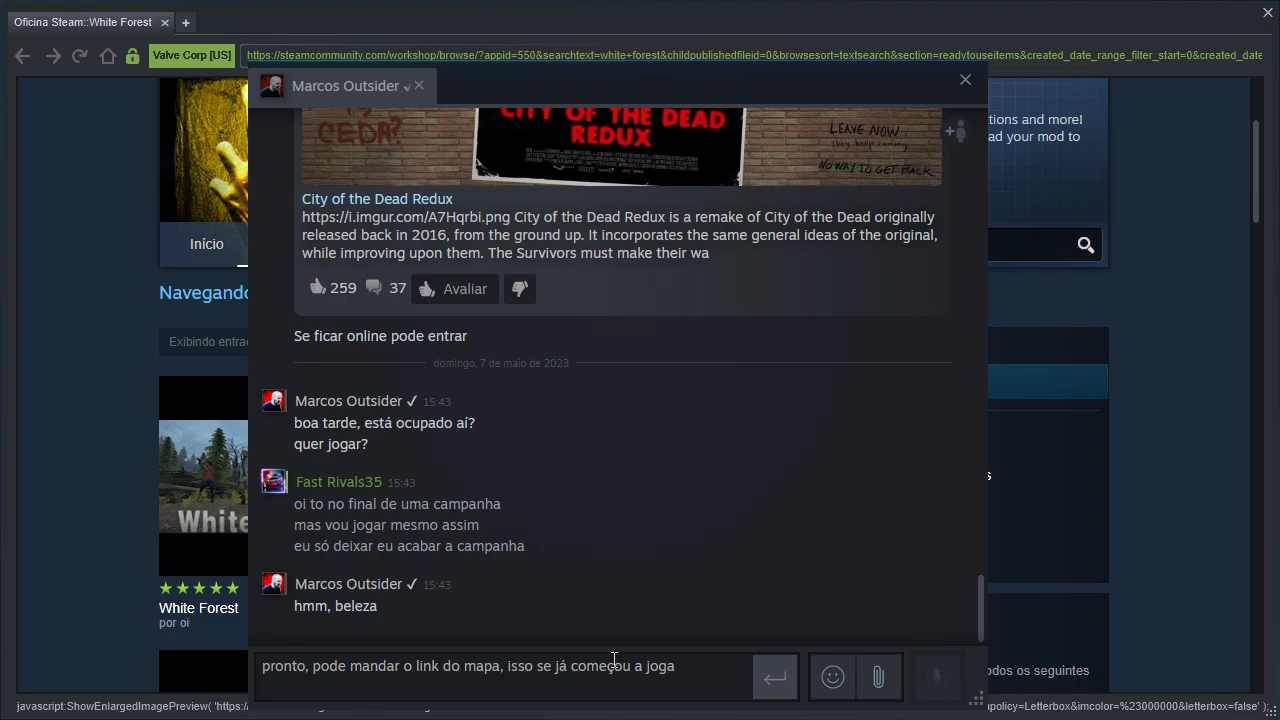 Oficina Steam::White Forest
Valve Corp [US]
https://steamcommunity.com/workshop/browse/?appid=550&searchtext=white+forest&childpublishedfileid=0&browsesort=textsearch&section=readytouseitems&created_date_range_filter_start=0&created_date
Marcos Outsider ✓
CITY OF THE DEAD
REDUX
CEDA?
LEAVE NOW
They keep coming
NO WAY TO GET BACK
City of the Dead Redux
https://i.imgur.com/A7Hqrbi.png City of the Dead Redux is a remake of City of the Dead originally
released back in 2016, from the ground up. It incorporates the same general ideas of the original,
while improving upon them. The Survivors must make their wa
259
37
Avaliar
Se ficar online pode entrar
domingo, 7 de maio de 2023
Marcos Outsider ✓ 15:43
boa tarde, está ocupado aí?
quer jogar?
Fast Rivals35 15:43
oi to no final de uma campanha
mas vou jogar mesmo assim
eu só deixar eu acabar a campanha
Marcos Outsider ✓ 15:43
hmm, beleza
pronto, pode mandar o link do mapa, isso se já começou a joga
ctions and more!
ad your mod to
Início
Navegando
Exibindo entra
White
White Forest
por oi
s
odos os seguintes
javascript:ShowEnlargedImagePreview( 'https:/
npolicy=Letterbox&imcolor=%23000000&letterbox=false' );